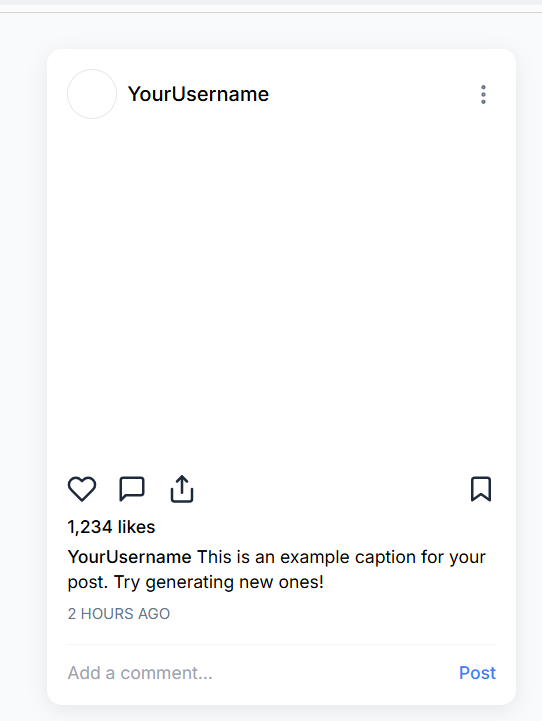 YourUsername
1,234 likes
YourUsername This is an example caption for your
post. Try generating new ones!
2 HOURS AGO
Add a comment...
Post